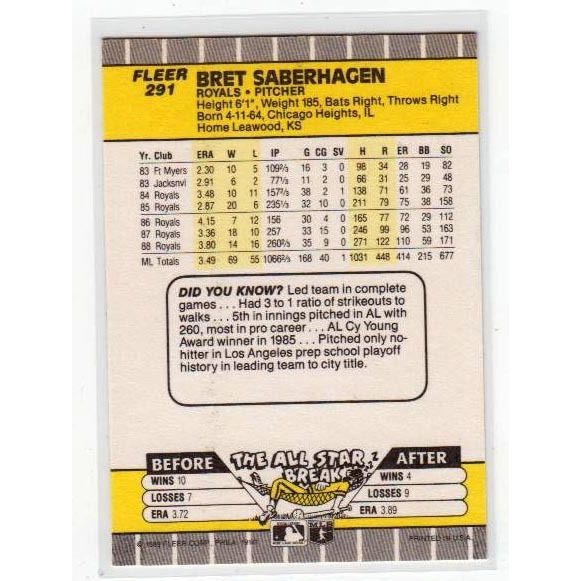 FLEER
291
BRET SABERHAGEN
ROYALS • PITCHER
Height 6'1", Weight 185, Bats Right, Throws Right
Born 4-11-64, Chicago Heights, IL
Home Leawood, KS
Yr. Club ERA W L IP G CG SV H R ER BB SO
83 Ft Myers 2.30 10 5 109⅔ 16 3 0 98 34 28 19 82
83 Jacksnvl 2.91 6 2 77⅓ 11 2 0 66 31 25 29 48
84 Royals 3.48 10 11 157⅔ 38 2 1 138 71 61 36 73
85 Royals 2.87 20 6 235⅓ 32 10 0 211 79 75 38 158
86 Royals 4.15 7 12 156 30 4 0 165 77 72 29 112
87 Royals 3.36 18 10 257 33 15 0 246 99 96 53 163
88 Royals 3.80 14 16 260⅔ 35 9 0 271 122 110 59 171
ML Totals 3.49 69 55 1066⅔ 168 40 1 1031 448 414 215 677
DID YOU KNOW? Led team in complete
games . . . Had 3 to 1 ratio of strikeouts to
walks . . . 5th in innings pitched in AL with
260, most in pro career . . . AL Cy Young
Award winner in 1985 . . . Pitched only no-
hitter in Los Angeles prep school playoff
history in leading team to city title.
BEFORE THE ALL STAR BREAK AFTER
WINS 10 WINS 4
LOSSES 7 LOSSES 9
ERA 3.72 ERA 3.89
© 1989 FLEER CORP. PHILA. 19141 PRINTED IN U.S.A.